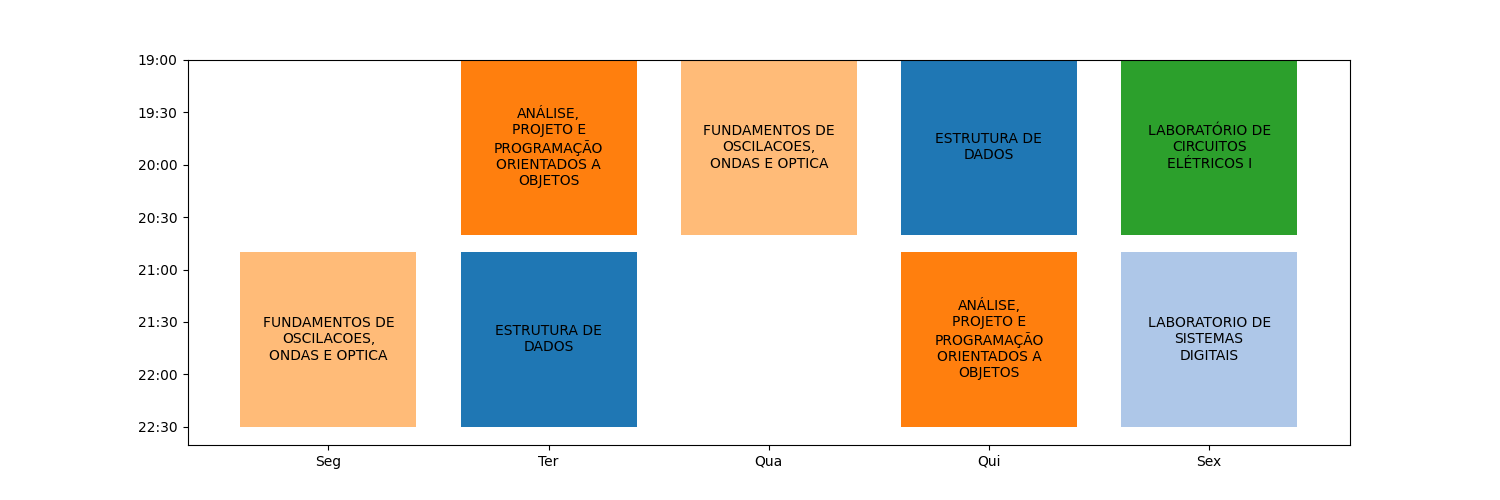 19:00
19:30
20:00
20:30
21:00
21:30
22:00
22:30
ANÁLISE,
PROJETO E
PROGRAMAÇÃO
ORIENTADOS A
OBJETOS
FUNDAMENTOS DE
OSCILACOES,
ONDAS E OPTICA
ESTRUTURA DE
DADOS
LABORATÓRIO DE
CIRCUITOS
ELÉTRICOS I
FUNDAMENTOS DE
OSCILACOES,
ONDAS E OPTICA
ESTRUTURA DE
DADOS
ANÁLISE,
PROJETO E
PROGRAMAÇÃO
ORIENTADOS A
OBJETOS
LABORATORIO DE
SISTEMAS
DIGITAIS
Seg
Ter
Qua
Qui
Sex